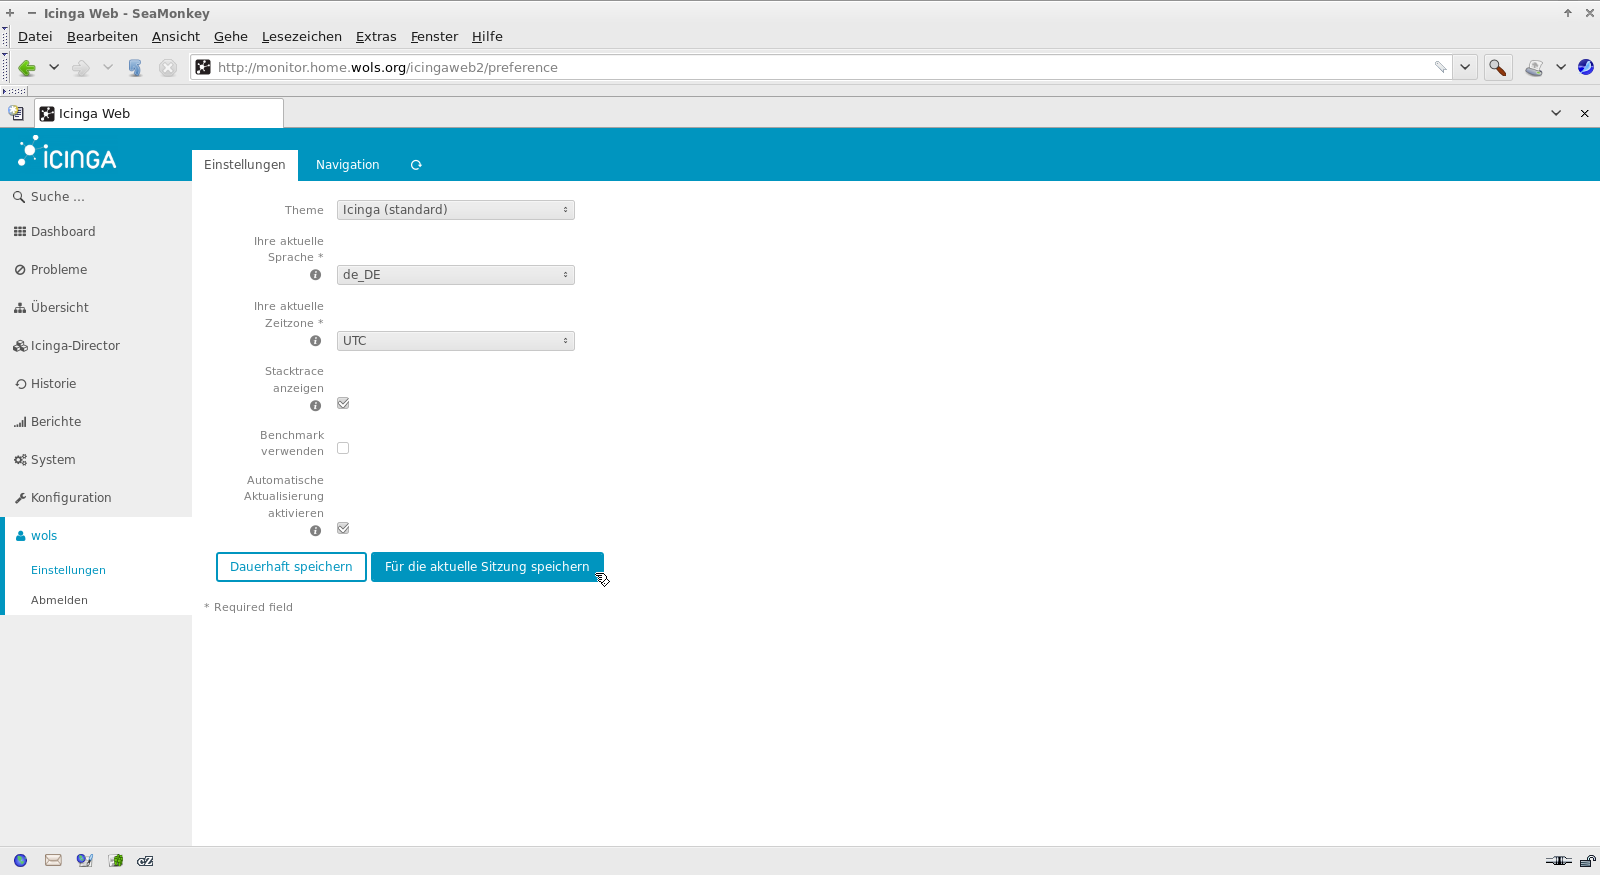 Icinga Web - SeaMonkey
Datei Bearbeiten Ansicht Gehe Lesezeichen Extras Fenster Hilfe
http://monitor.home.wols.org/icingaweb2/preference
Icinga Web
ICINGA
Einstellungen Navigation
Suche ...
Dashboard
Probleme
Übersicht
Icinga-Director
Historie
Berichte
System
Konfiguration
wols
Einstellungen
Abmelden
Theme Icinga (standard)
Ihre aktuelle
Sprache *
de_DE
Ihre aktuelle
Zeitzone *
UTC
Stacktrace
anzeigen
Benchmark
verwenden
Automatische
Aktualisierung
aktivieren
Dauerhaft speichern Für die aktuelle Sitzung speichern
* Required field
cZ